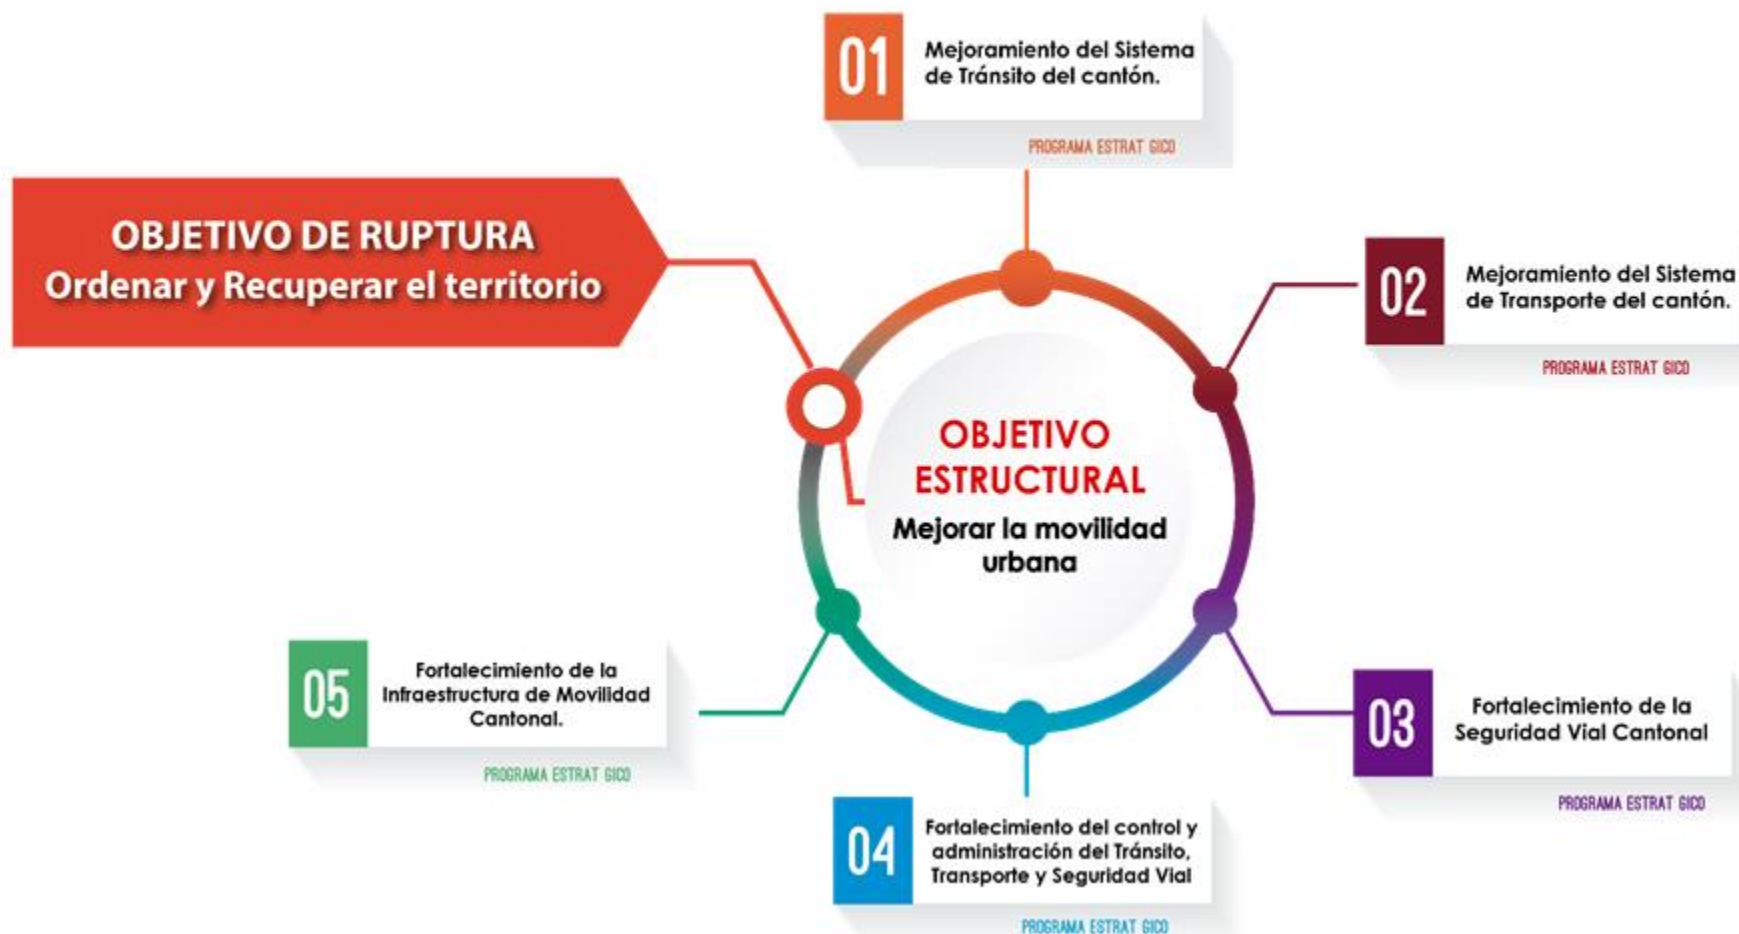 01
Mejoramiento del Sistema
de Tránsito del cantón.
PROGRAMA ESTRAT GICO
OBJETIVO DE RUPTURA
Ordenar y Recuperar el territorio
02
Mejoramiento del Sistema
de Transporte del cantón.
PROGRAMA ESTRAT GICO
OBJETIVO
ESTRUCTURAL
Mejorar la movilidad
urbana
03
Fortalecimiento de la
Seguridad Vial Cantonal
PROGRAMA ESTRAT GICO
04
Fortalecimiento del control y
administración del Tránsito,
Transporte y Seguridad Vial
PROGRAMA ESTRAT GICO
05
Fortalecimiento de la
Infraestructura de Movilidad
Cantonal.
PROGRAMA ESTRAT GICO